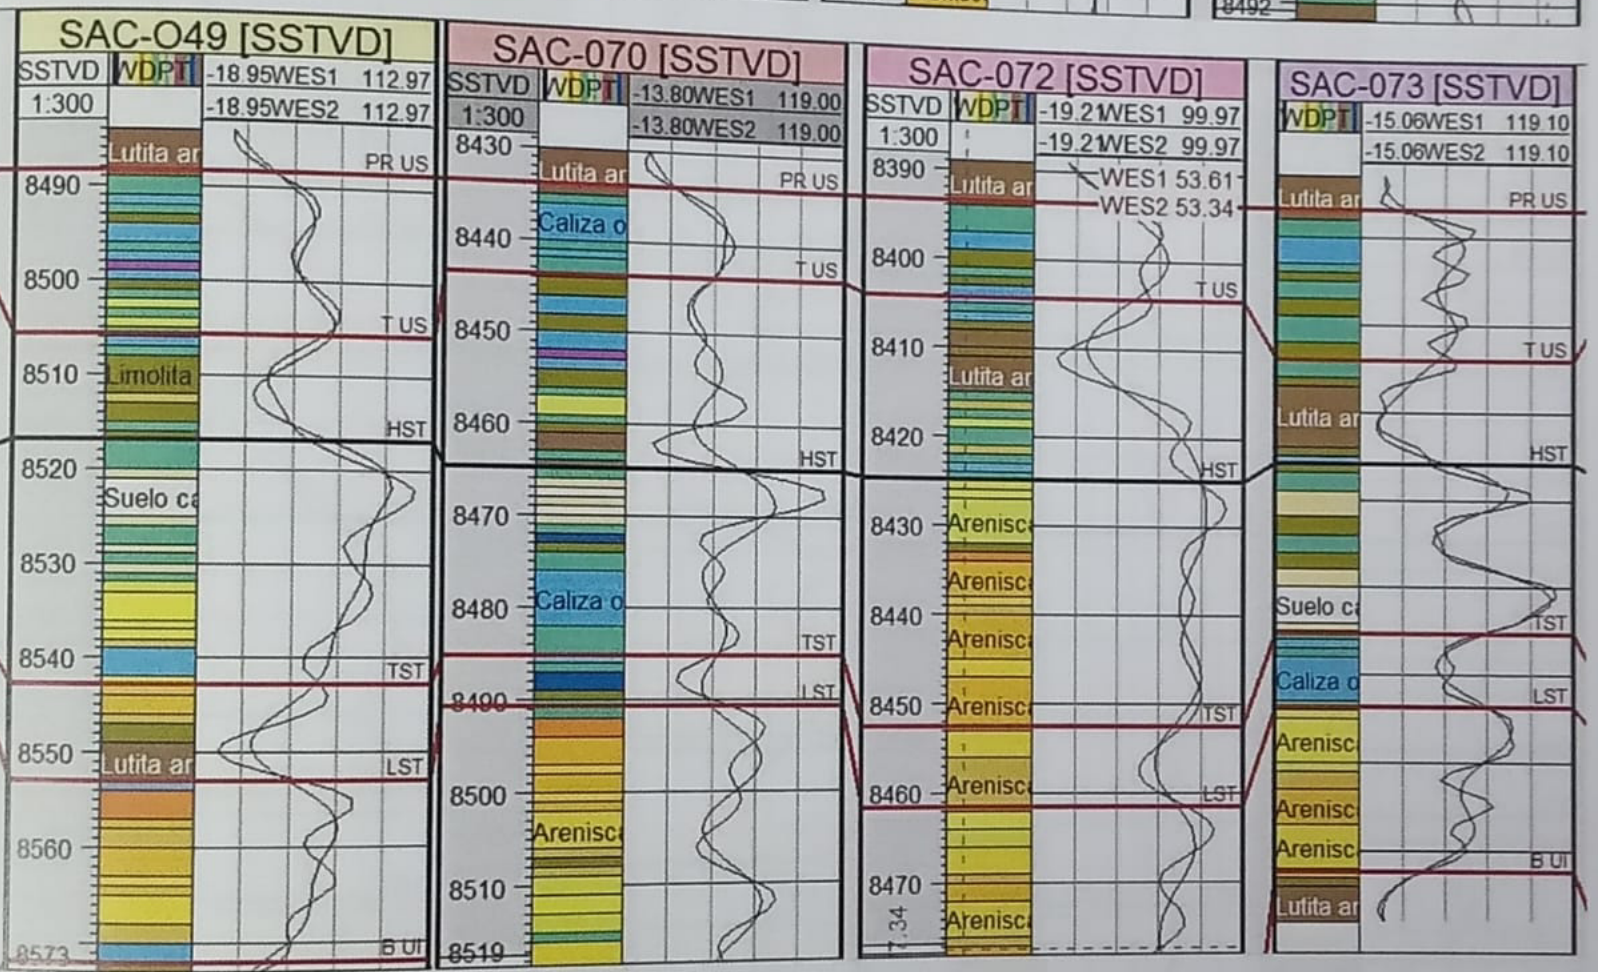 8492
SAC-O49 [SSTVD]
SSTVD WDPT -18.95WES1 112.97
1:300 -18.95WES2 112.97
Lutita ar
PR US
8490
8500
T US
8510
Limolita
HST
8520
Suelo ca
8530
8540
TST
8550
Lutita ar
LST
8560
8573
B UI
SAC-070 [SSTVD]
SSTVD WDPT -13.80WES1 119.00
1:300 -13.80WES2 119.00
8430
Lutita ar
PR US
Caliza o
8440
T US
8450
8460
HST
8470
Caliza o
8480
TST
LST
8490
8500
Arenisca
8510
8519
SAC-072 [SSTVD]
SSTVD WDPT -19.21WES1 99.97
1:300 -19.21WES2 99.97
8390
WES1 53.61
Lutita ar
WES2 53.34
8400
T US
8410
Lutita ar
8420
HST
8430
Arenisca
Arenisca
8440
Arenisca
8450
Arenisca
TST
Arenisca
8460
LST
8470
Arenisca
7.34
SAC-073 [SSTVD]
WDPT -15.06WES1 119.10
-15.06WES2 119.10
Lutita ar
PR US
T US
Lutita ar
HST
Suelo ca
TST
Caliza o
LST
Arenisc
Arenisc
Arenisc
B UI
Lutita ar